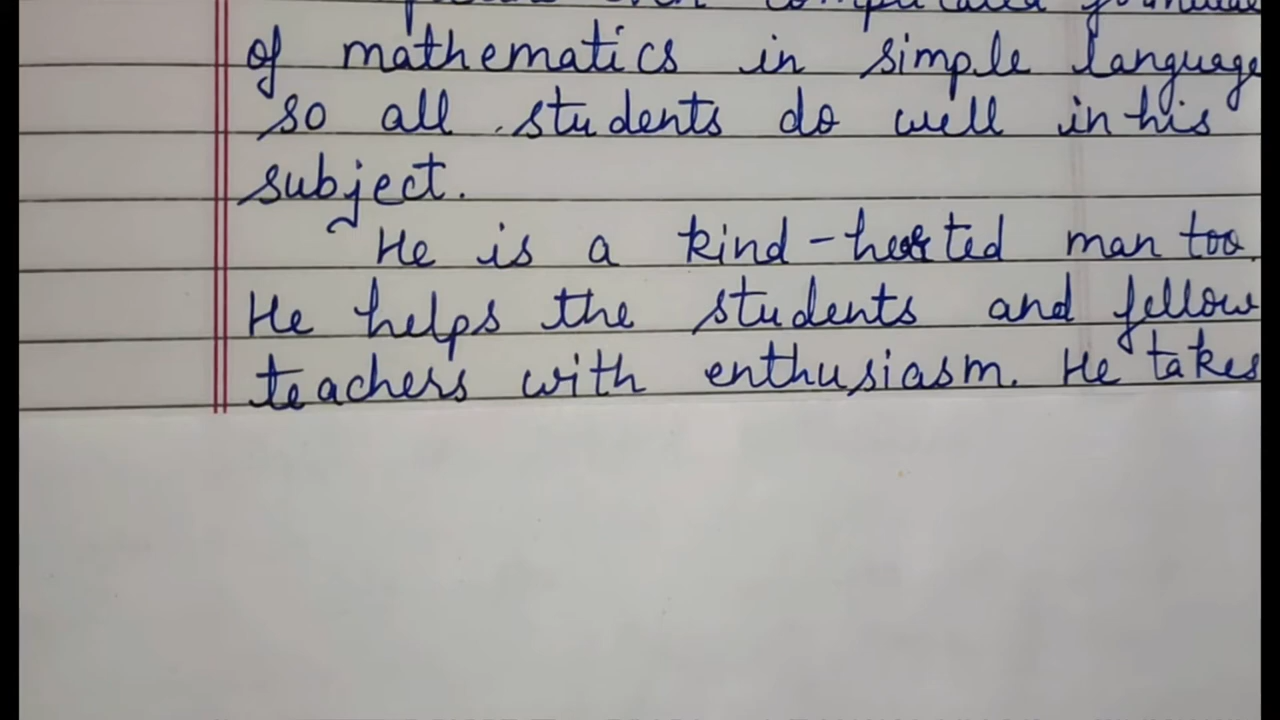 of mathematics in simple language
so all students do well in his
subject.
He is a kind-hearted man too.
He helps the students and fellow
teachers with enthusiasm. He takes